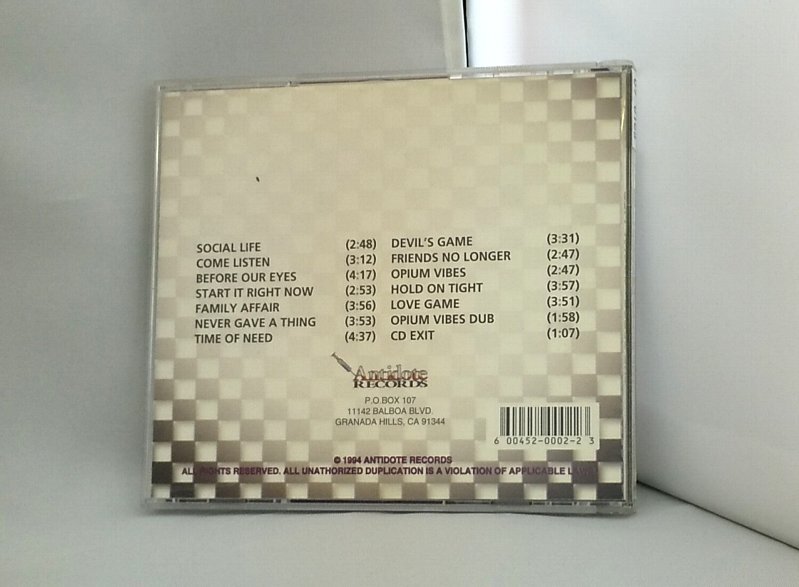 SOCIAL LIFE (2:48)
COME LISTEN (3:12)
BEFORE OUR EYES (4:17)
START IT RIGHT NOW (2:53)
FAMILY AFFAIR (3:56)
NEVER GAVE A THING (3:53)
TIME OF NEED (4:37)
DEVIL'S GAME (3:31)
FRIENDS NO LONGER (2:47)
OPIUM VIBES (2:47)
HOLD ON TIGHT (3:57)
LOVE GAME (3:51)
OPIUM VIBES DUB (1:58)
CD EXIT (1:07)
Antidote
RECORDS
P.O.BOX 107
11142 BALBOA BLVD.
GRANADA HILLS, CA 91344
6 00452-0002-2 3
© 1994 ANTIDOTE RECORDS
ALL RIGHTS RESERVED. ALL UNATHORIZED DUPLICATION IS A VIOLATION OF APPLICABLE LAWS.